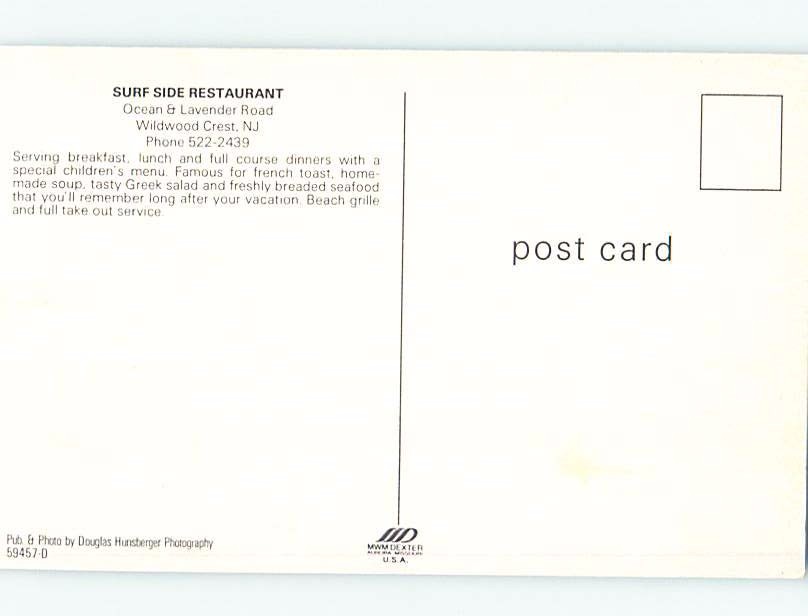 SURF SIDE RESTAURANT
Ocean & Lavender Road
Wildwood Crest, NJ
Phone 522-2439
Serving breakfast, lunch and full course dinners with a
special children's menu. Famous for french toast, home-
made soup, tasty Greek salad and freshly breaded seafood
that you'll remember long after your vacation. Beach grille
and full take out service.
post card
Pub. & Photo by Douglas Hunsberger Photography
59457-D
MWM DEXTER
AURORA, MISSOURI
U.S.A.